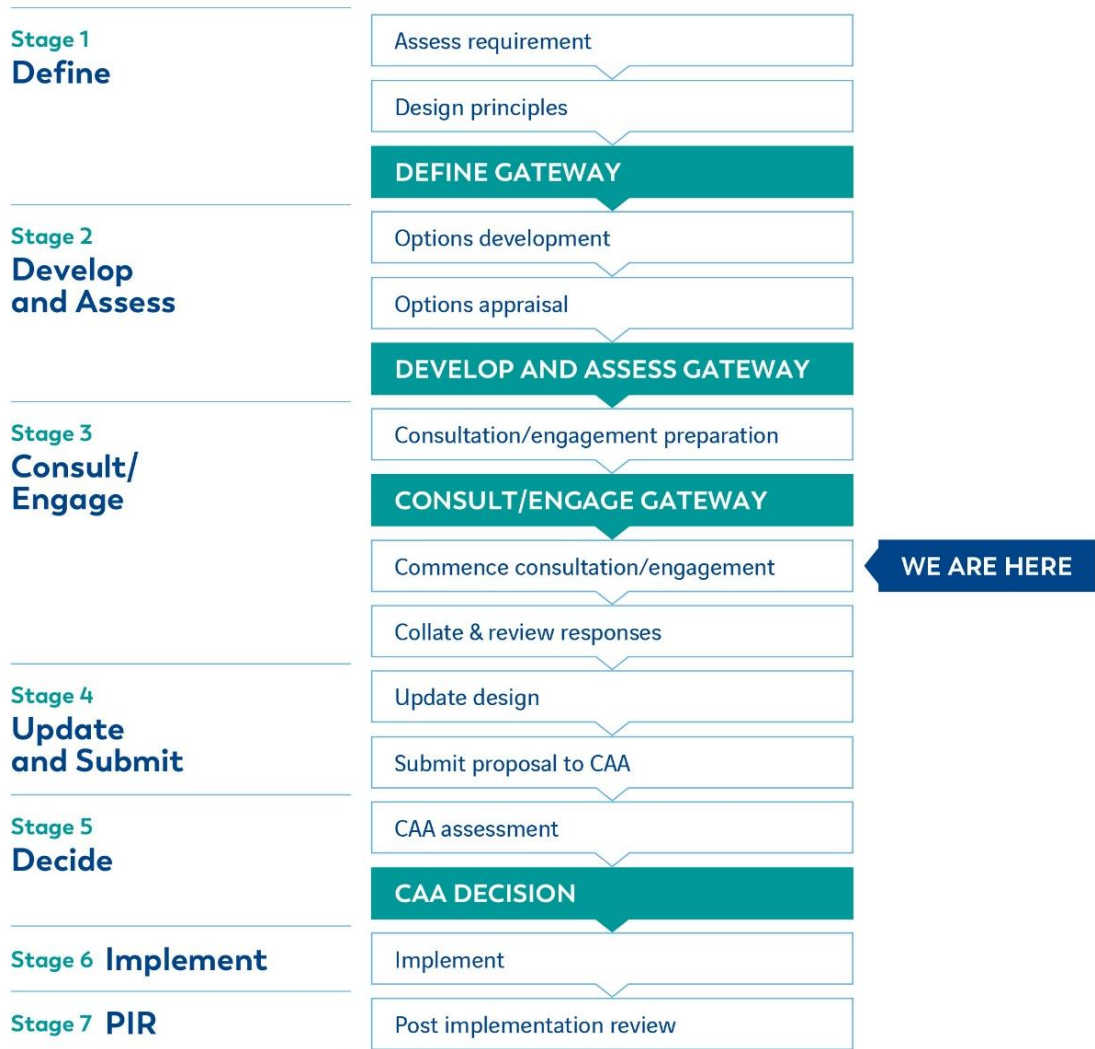 Stage 1
Define
Assess requirement
Design principles
DEFINE GATEWAY
Stage 2
Develop
and Assess
Options development
Options appraisal
DEVELOP AND ASSESS GATEWAY
Stage 3
Consult/
Engage
Consultation/engagement preparation
CONSULT/ENGAGE GATEWAY
Commence consultation/engagement
WE ARE HERE
Collate & review responses
Stage 4
Update
and Submit
Update design
Submit proposal to CAA
Stage 5
Decide
CAA assessment
CAA DECISION
Stage 6 Implement
Implement
Stage 7 PIR
Post implementation review